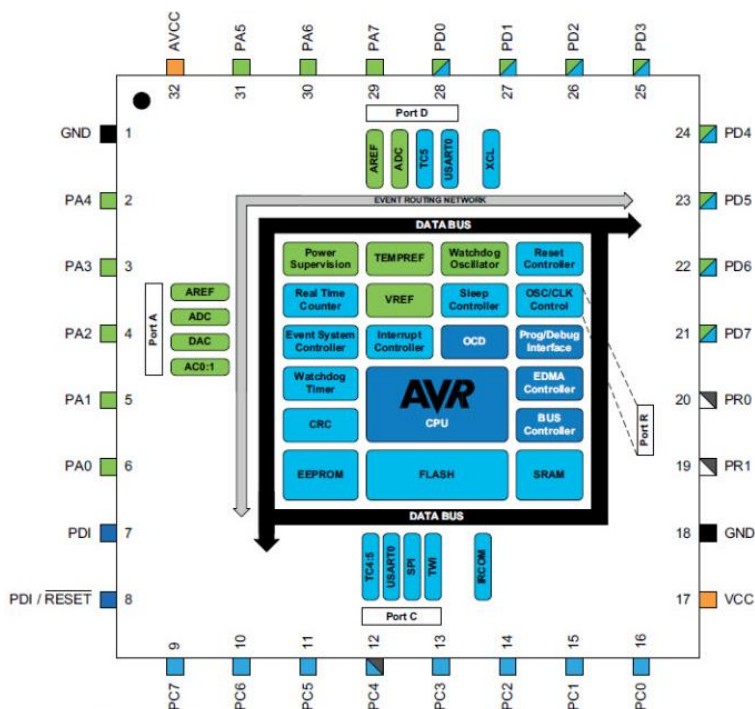 AVCC
PA5
PA6
PA7
PD0
PD1
PD2
PD3
32
31
30
29
28
27
26
25
Port D
GND 1
PA4 2
PA3 3
PA2 4
PA1 5
PA0 6
PDI 7
PDI / RESET 8
24 PD4
23 PD5
22 PD6
21 PD7
20 PR0
19 PR1
18 GND
17 VCC
AREF
ADC
TC5
USART0
XCL
EVENT ROUTING NETWORK
DATA BUS
Power
Supervision
TEMPREF
Watchdog
Oscillator
Reset
Controller
Real Time
Counter
VREF
Sleep
Controller
OSC/CLK
Control
Event System
Controller
Interrupt
Controller
OCD
Prog/Debug
Interface
Watchdog
Timer
AVR
CPU
EDMA
Controller
CRC
BUS
Controller
EEPROM
FLASH
SRAM
Port A
AREF
ADC
DAC
AC0:1
Port R
DATA BUS
TC4:5
USART0
SPI
TWI
IRCOM
Port C
9
10
11
12
13
14
15
16
PC7
PC6
PC5
PC4
PC3
PC2
PC1
PC0